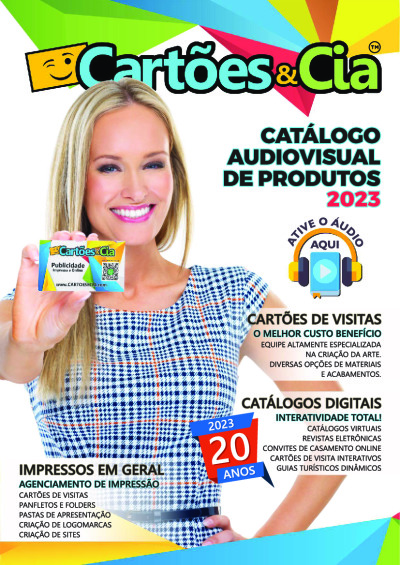 Cartões&Cia
TM
CATÁLOGO
AUDIOVISUAL
DE PRODUTOS
2023
ATIVE O ÁUDIO
AQUI
Cartões&Cia
Publicidade
Impressa e Online
CARTÕES DE VISITAS
O MELHOR CUSTO BENEFÍCIO
EQUIPE ALTAMENTE ESPECIALIZADA
NA CRIAÇÃO DA ARTE.
DIVERSAS OPÇÕES DE MATERIAIS
E ACABAMENTOS.
CATÁLOGOS DIGITAIS
INTERATIVIDADE TOTAL!
CATÁLOGOS VIRTUAIS
REVISTAS ELETRÔNICAS
CONVITES DE CASAMENTO ONLINE
CARTÕES DE VISITA INTERATIVOS
GUIAS TURÍSTICOS DINÂMICOS
2023
20
ANOS
IMPRESSOS EM GERAL
AGENCIAMENTO DE IMPRESSÃO
CARTÕES DE VISITAS
PANFLETOS E FOLDERS
PASTAS DE APRESENTAÇÃO
CRIAÇÃO DE LOGOMARCAS
CRIAÇÃO DE SITES